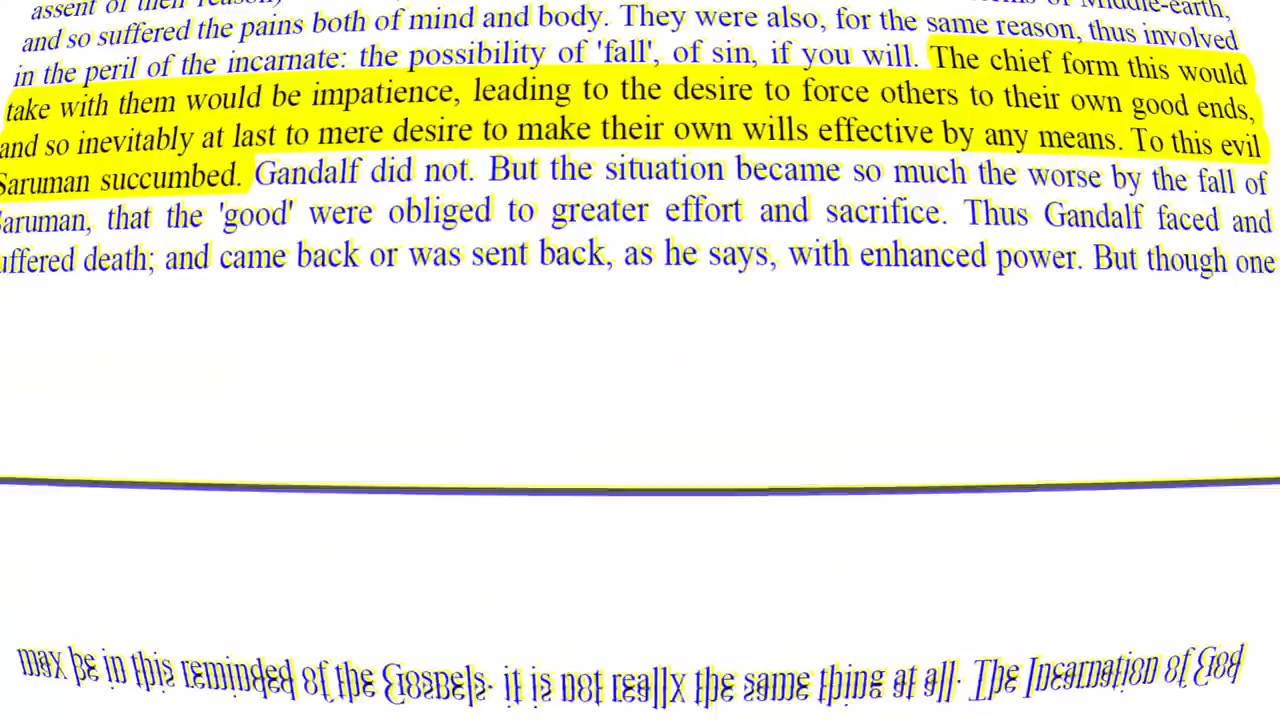 assent of their reason, Middle-earth,
and so suffered the pains both of mind and body. They were also, for the same reason, thus involved
in the peril of the incarnate: the possibility of 'fall', of sin, if you will. The chief form this would
take with them would be impatience, leading to the desire to force others to their own good ends,
and so inevitably at last to mere desire to make their own wills effective by any means. To this evil
Saruman succumbed. Gandalf did not. But the situation became so much the worse by the fall of
Saruman, that the 'good' were obliged to greater effort and sacrifice. Thus Gandalf faced and
suffered death; and came back or was sent back, as he says, with enhanced power. But though one
may be in this reminded of the Gospels, it is not really the same thing at all. The Incarnation of God